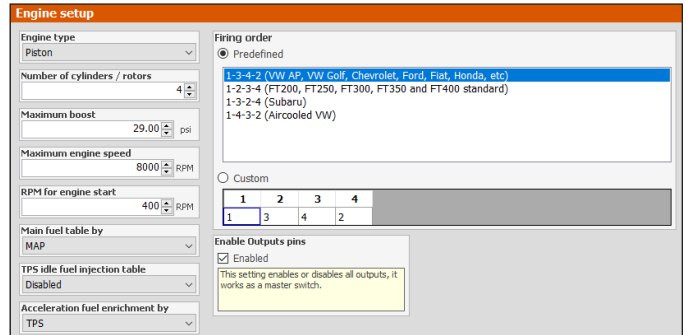 Engine setup
Engine type
Piston
Number of cylinders / rotors
4
Maximum boost
29.00 psi
Maximum engine speed
8000 RPM
RPM for engine start
400 RPM
Main fuel table by
MAP
TPS idle fuel injection table
Disabled
Acceleration fuel enrichment by
TPS
Firing order
Predefined
1-3-4-2 (VW AP, VW Golf, Chevrolet, Ford, Fiat, Honda, etc)
1-2-3-4 (FT200, FT250, FT300, FT350 and FT400 standard)
1-3-2-4 (Subaru)
1-4-3-2 (Aircooled VW)
Custom
1 2 3 4
1 3 4 2
Enable Outputs pins
Enabled
This setting enables or disables all outputs, it
works as a master switch.